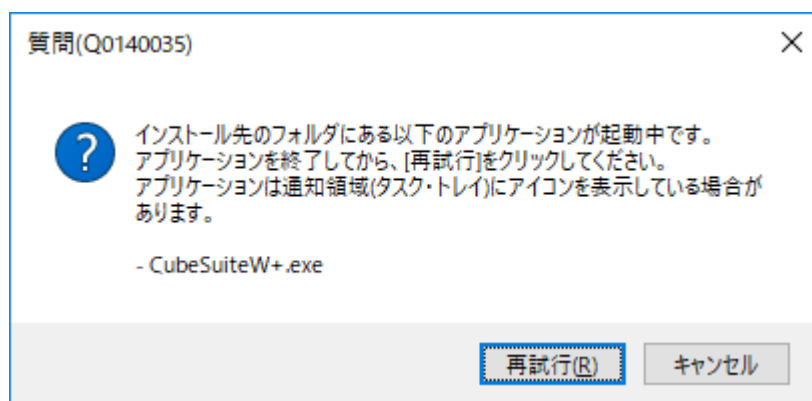 質問(Q0140035)
インストール先のフォルダにある以下のアプリケーションが起動中です。
アプリケーションを終了してから、[再試行]をクリックしてください。
アプリケーションは通知領域(タスク・トレイ)にアイコンを表示している場合が
あります。
- CubeSuiteW+.exe
再試行(R)
キャンセル